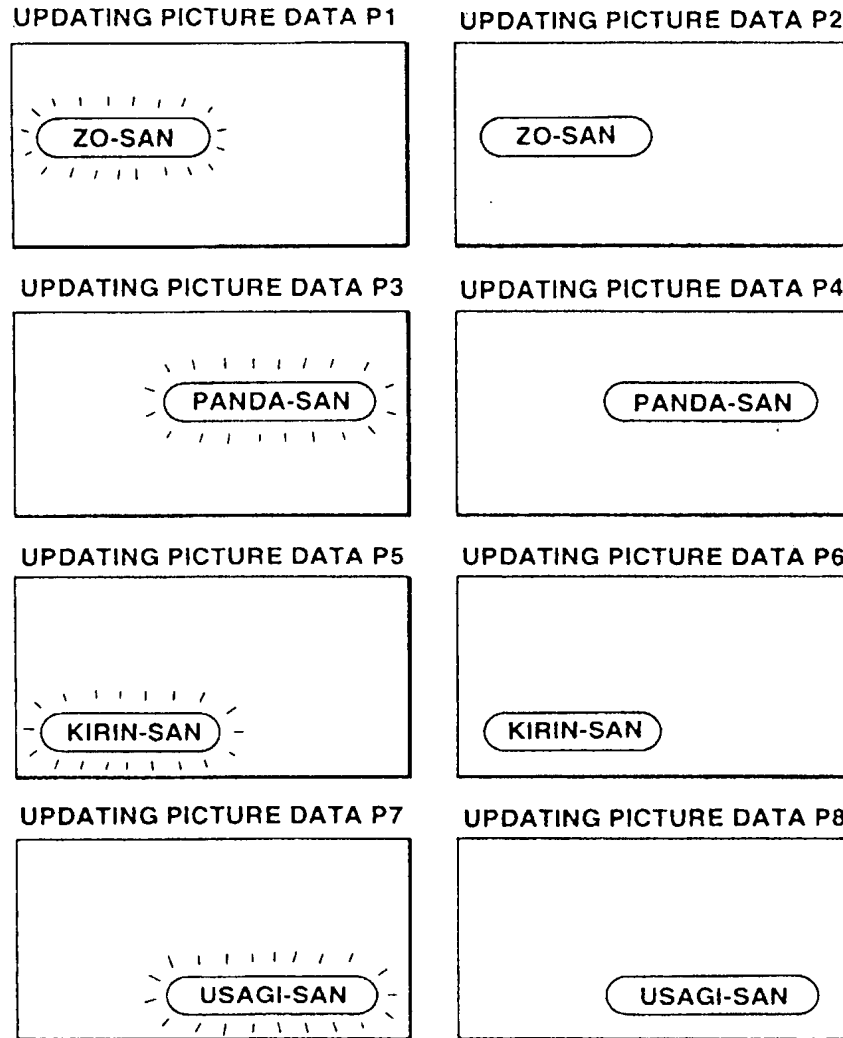 UPDATING PICTURE DATA P1
ZO-SAN
UPDATING PICTURE DATA P2
ZO-SAN
UPDATING PICTURE DATA P3
PANDA-SAN
UPDATING PICTURE DATA P4
PANDA-SAN
UPDATING PICTURE DATA P5
KIRIN-SAN
UPDATING PICTURE DATA P6
KIRIN-SAN
UPDATING PICTURE DATA P7
USAGI-SAN
UPDATING PICTURE DATA P8
USAGI-SAN